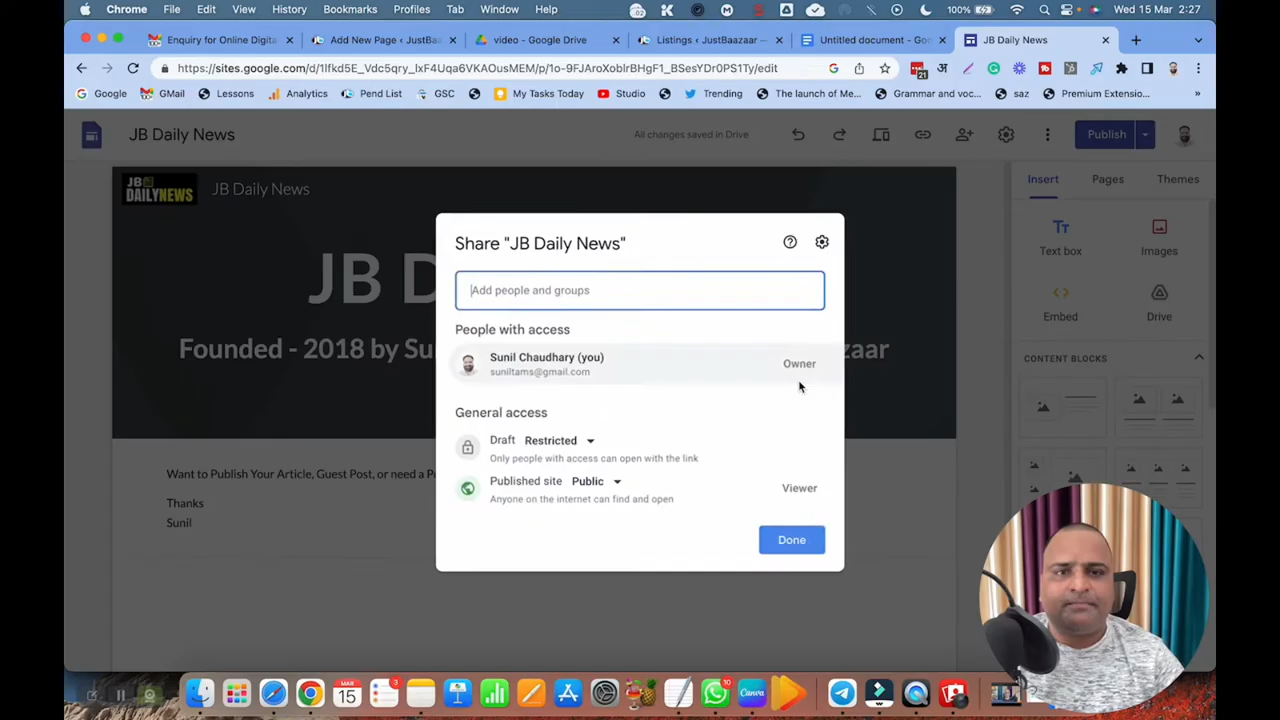 Chrome File Edit View History Bookmarks Profiles Tab Window Help 100% Wed 15 Mar 2:27
Enquiry for Online Digita
Add New Page ‹ JustBaa
video - Google Drive
Listings ‹ JustBaazaar —
Untitled document - Goo
JB Daily News
https://sites.google.com/d/
Google GMail Lessons Analytics Pend List GSC My Tasks Today Studio Trending The launch of Me... Grammar and voc... saz Premium Extensio...
JB Daily News
All changes saved in Drive
Publish
JB DAILYNEWS
JB Daily News
Insert Pages Themes
Text box
Images
Embed
Drive
CONTENT BLOCKS
JB D
Founded - 2018 by Su
aazaar
Want to Publish Your Article, Guest Post, or need a P
Thanks
Sunil
Share "JB Daily News"
Add people and groups
People with access
Sunil Chaudhary (you)
suniltams@gmail.com
Owner
General access
Draft Restricted
Only people with access can open with the link
Published site Public
Viewer
Anyone on the internet can find and open
Done
MAR
15
3
10